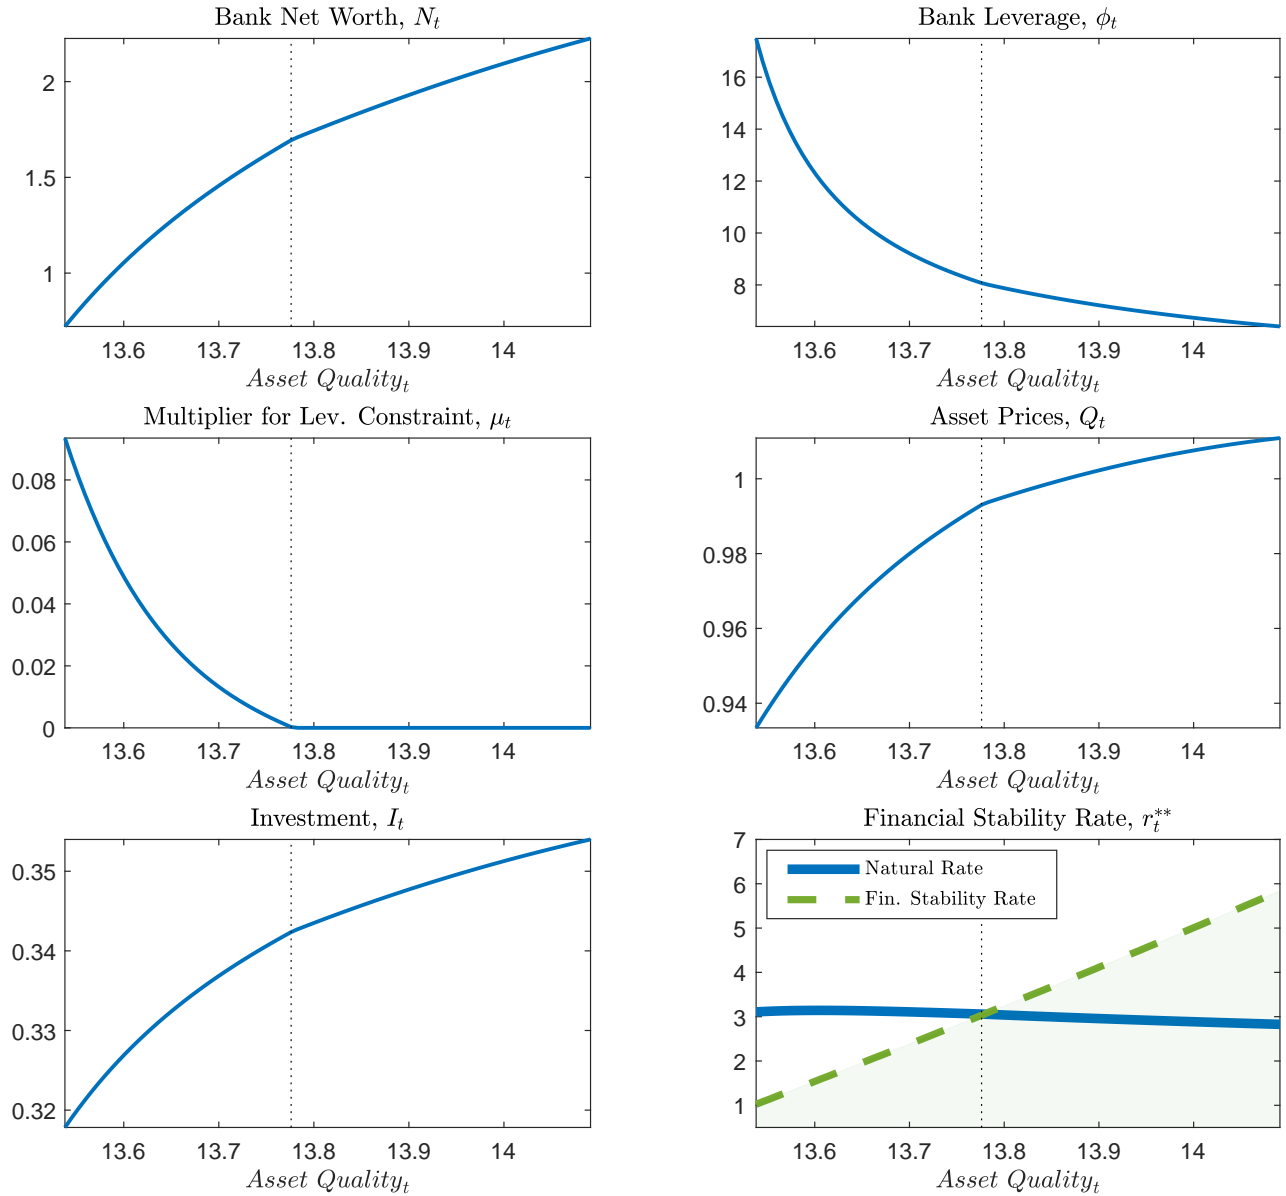 Bank Net Worth, N_t
2
1.5
1
13.6 13.7 13.8 13.9 14
Asset Quality_t
Bank Leverage, ϕ_t
16
14
12
10
8
13.6 13.7 13.8 13.9 14
Asset Quality_t
Multiplier for Lev. Constraint, μ_t
0.08
0.06
0.04
0.02
0
13.6 13.7 13.8 13.9 14
Asset Quality_t
Asset Prices, Q_t
1
0.98
0.96
0.94
13.6 13.7 13.8 13.9 14
Asset Quality_t
Investment, I_t
0.35
0.34
0.33
0.32
13.6 13.7 13.8 13.9 14
Asset Quality_t
Financial Stability Rate, r_t^**
7
6
5
4
3
2
1
Natural Rate
Fin. Stability Rate
13.6 13.7 13.8 13.9 14
Asset Quality_t